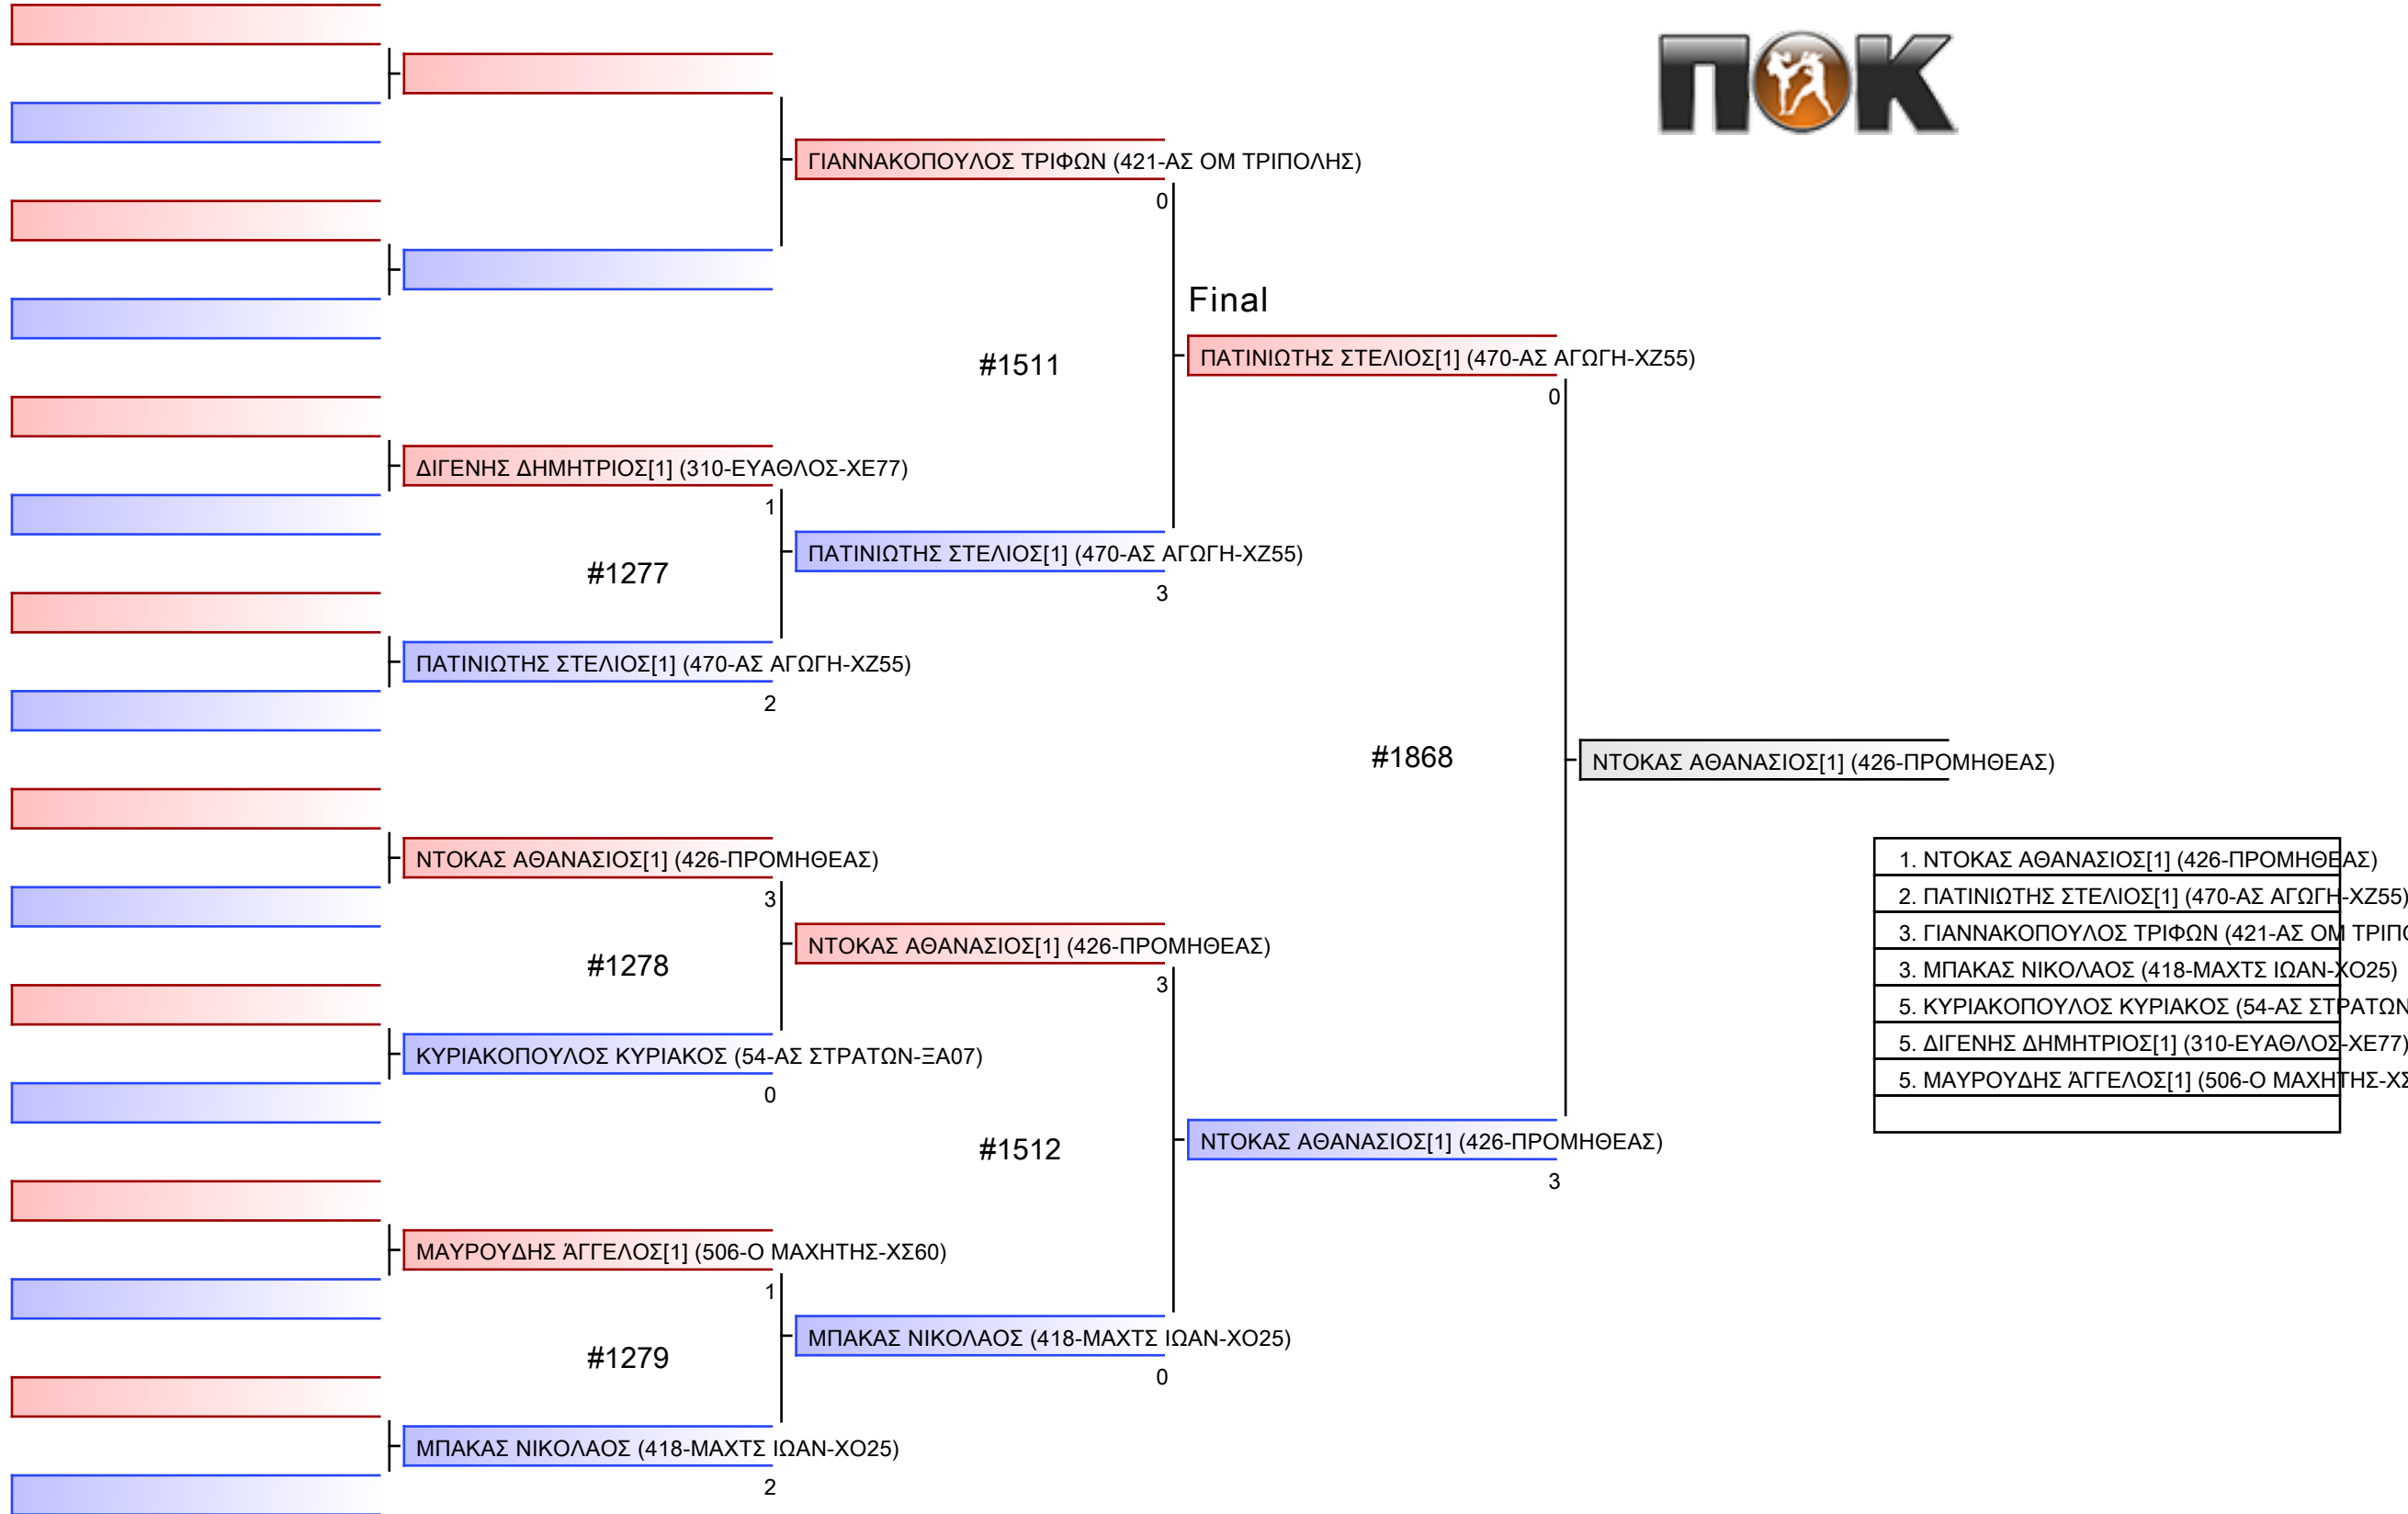 ΠΟΚ
ΓΙΑΝΝΑΚΟΠΟΥΛΟΣ ΤΡΙΦΩΝ (421-ΑΣ ΟΜ ΤΡΙΠΟΛΗΣ)
0
Final
#1511
ΠΑΤΙΝΙΩΤΗΣ ΣΤΕΛΙΟΣ[1] (470-ΑΣ ΑΓΩΓΗ-ΧΖ55)
0
ΔΙΓΕΝΗΣ ΔΗΜΗΤΡΙΟΣ[1] (310-ΕΥΑΘΛΟΣ-ΧΕ77)
1
#1277
ΠΑΤΙΝΙΩΤΗΣ ΣΤΕΛΙΟΣ[1] (470-ΑΣ ΑΓΩΓΗ-ΧΖ55)
3
ΠΑΤΙΝΙΩΤΗΣ ΣΤΕΛΙΟΣ[1] (470-ΑΣ ΑΓΩΓΗ-ΧΖ55)
2
#1868
ΝΤΟΚΑΣ ΑΘΑΝΑΣΙΟΣ[1] (426-ΠΡΟΜΗΘΕΑΣ)
ΝΤΟΚΑΣ ΑΘΑΝΑΣΙΟΣ[1] (426-ΠΡΟΜΗΘΕΑΣ)
3
#1278
ΝΤΟΚΑΣ ΑΘΑΝΑΣΙΟΣ[1] (426-ΠΡΟΜΗΘΕΑΣ)
3
ΚΥΡΙΑΚΟΠΟΥΛΟΣ ΚΥΡΙΑΚΟΣ (54-ΑΣ ΣΤΡΑΤΩΝ-ΞΑ07)
0
#1512
ΝΤΟΚΑΣ ΑΘΑΝΑΣΙΟΣ[1] (426-ΠΡΟΜΗΘΕΑΣ)
3
ΜΑΥΡΟΥΔΗΣ ΆΓΓΕΛΟΣ[1] (506-Ο ΜΑΧΗΤΗΣ-ΧΣ60)
1
#1279
ΜΠΑΚΑΣ ΝΙΚΟΛΑΟΣ (418-ΜΑΧΤΣ ΙΩΑΝ-ΧΟ25)
0
ΜΠΑΚΑΣ ΝΙΚΟΛΑΟΣ (418-ΜΑΧΤΣ ΙΩΑΝ-ΧΟ25)
2
1. ΝΤΟΚΑΣ ΑΘΑΝΑΣΙΟΣ[1] (426-ΠΡΟΜΗΘΕΑΣ)
2. ΠΑΤΙΝΙΩΤΗΣ ΣΤΕΛΙΟΣ[1] (470-ΑΣ ΑΓΩΓΗ-ΧΖ55)
3. ΓΙΑΝΝΑΚΟΠΟΥΛΟΣ ΤΡΙΦΩΝ (421-ΑΣ ΟΜ
3. ΜΠΑΚΑΣ ΝΙΚΟΛΑΟΣ (418-ΜΑΧΤΣ ΙΩΑΝ-ΧΟ25)
5. ΚΥΡΙΑΚΟΠΟΥΛΟΣ ΚΥΡΙΑΚΟΣ (54-ΑΣ ΣΤΡΑΤΩΝ
5. ΔΙΓΕΝΗΣ ΔΗΜΗΤΡΙΟΣ[1] (310-ΕΥΑΘΛΟΣ-ΧΕ77)
5. ΜΑΥΡΟΥΔΗΣ ΆΓΓΕΛΟΣ[1] (506-Ο ΜΑΧΗΤΗΣ-ΧΣ